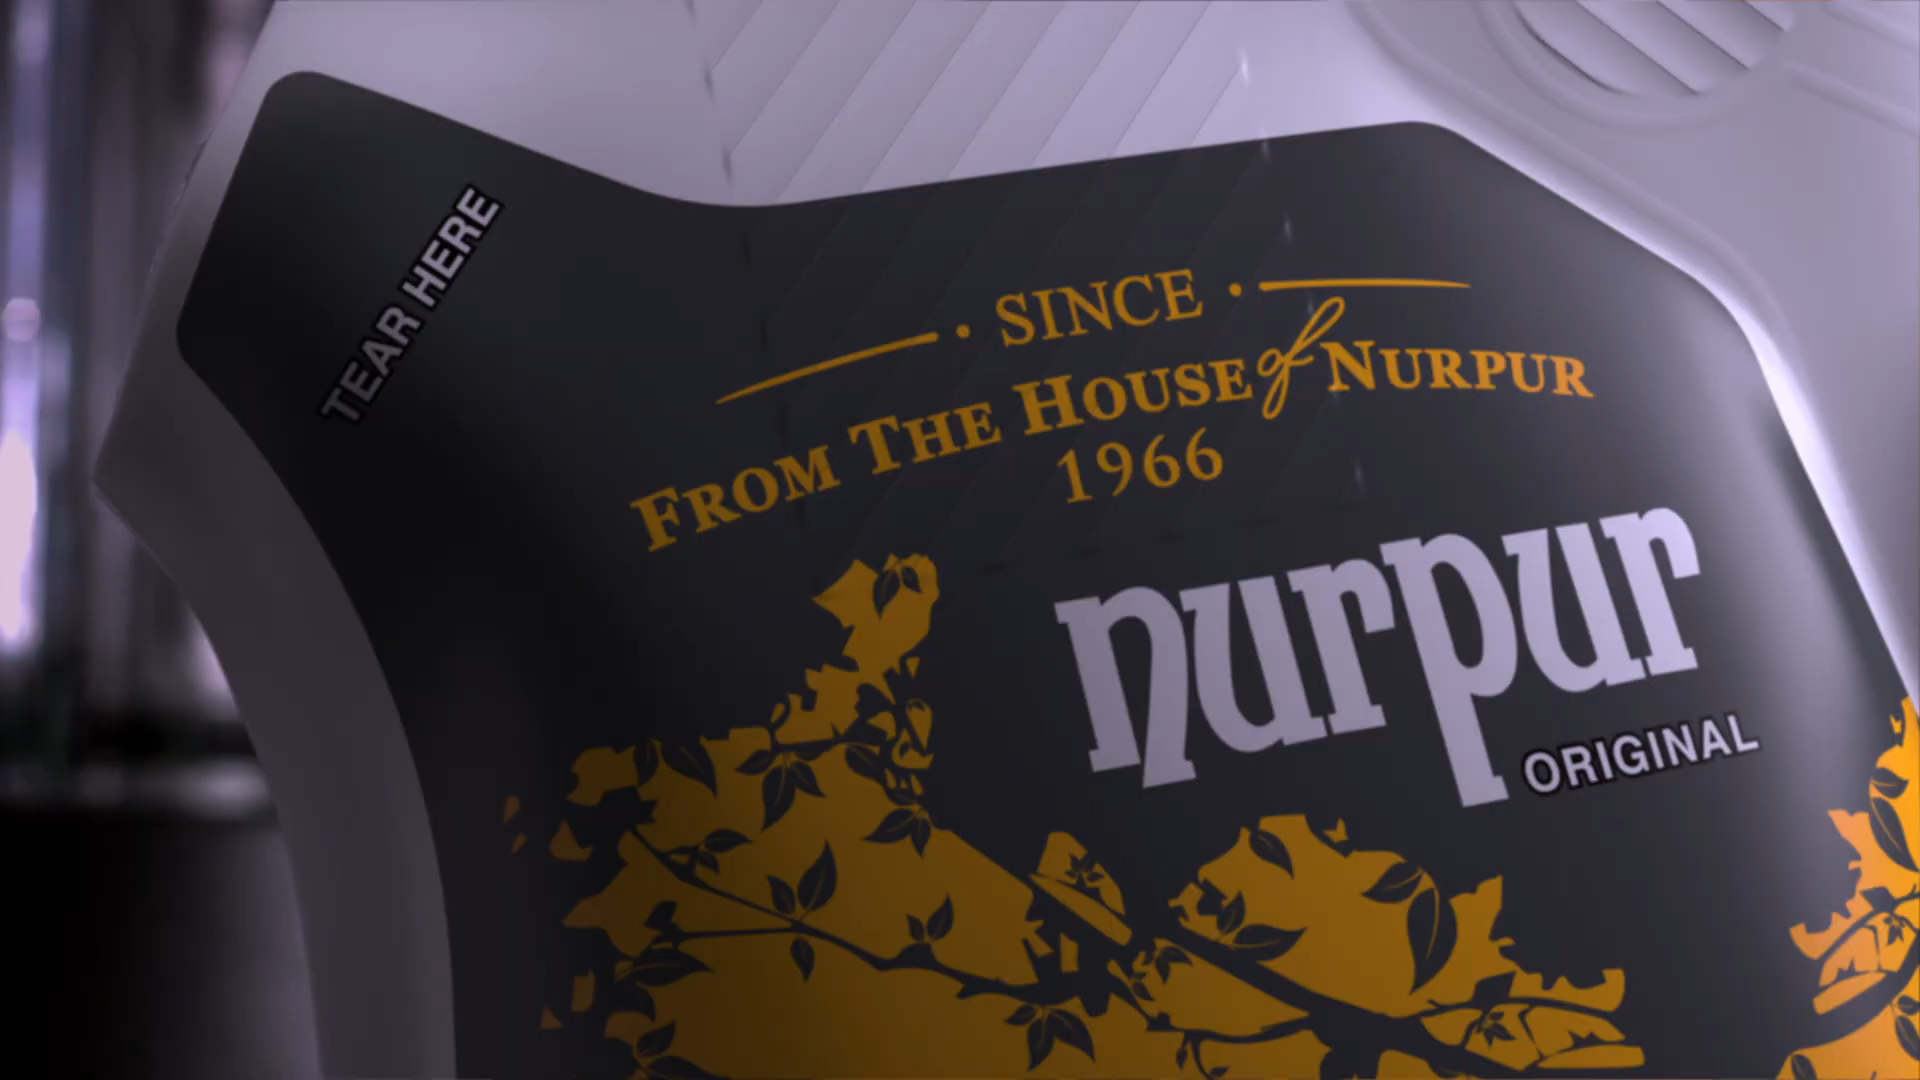 TEAR HERE
· SINCE ·
FROM THE HOUSE of NURPUR
1966
nurpur
ORIGINAL